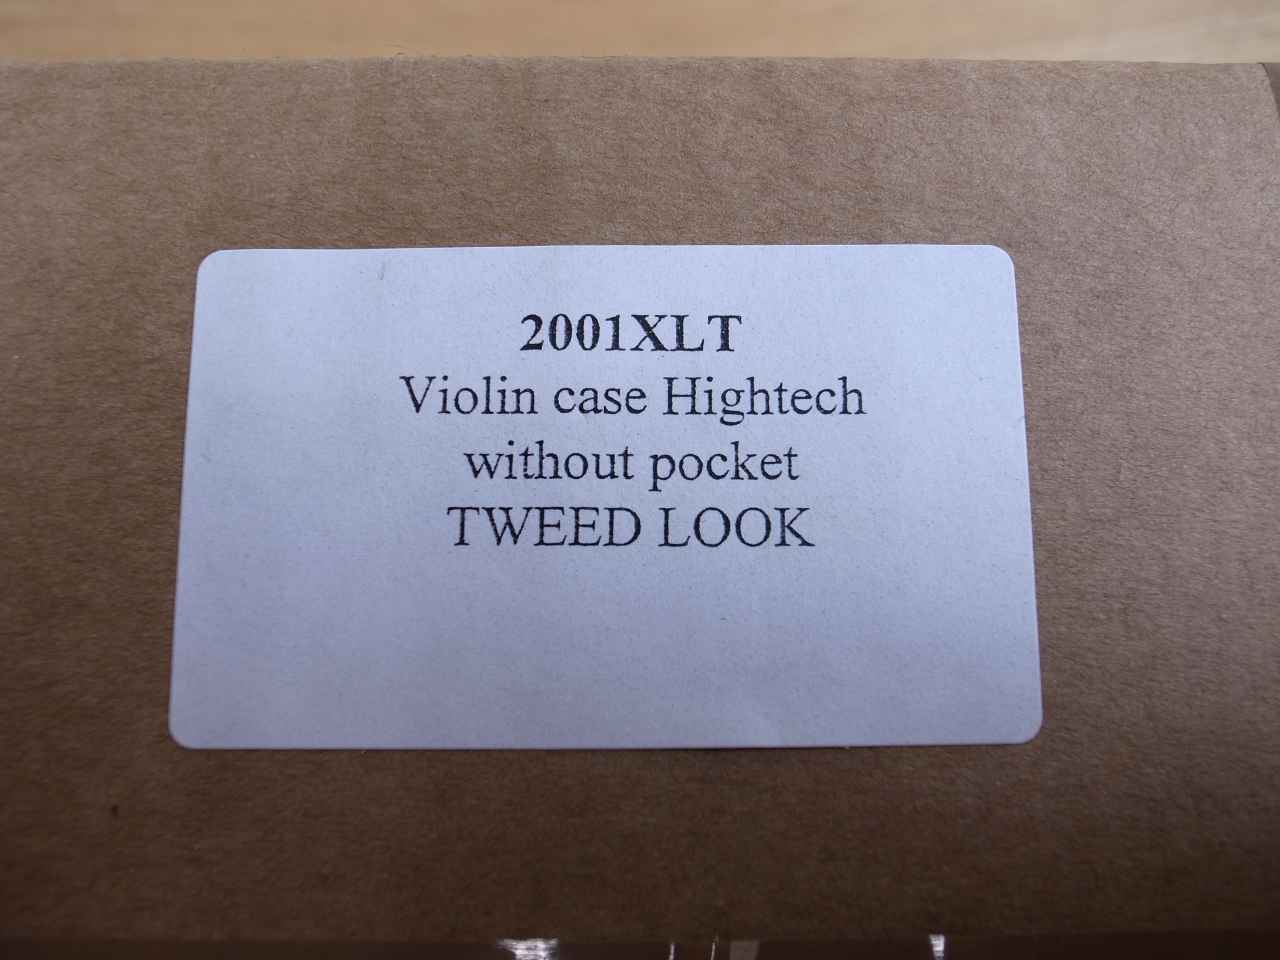 2001XLT
Violin case Hightech
without pocket
TWEED LOOK